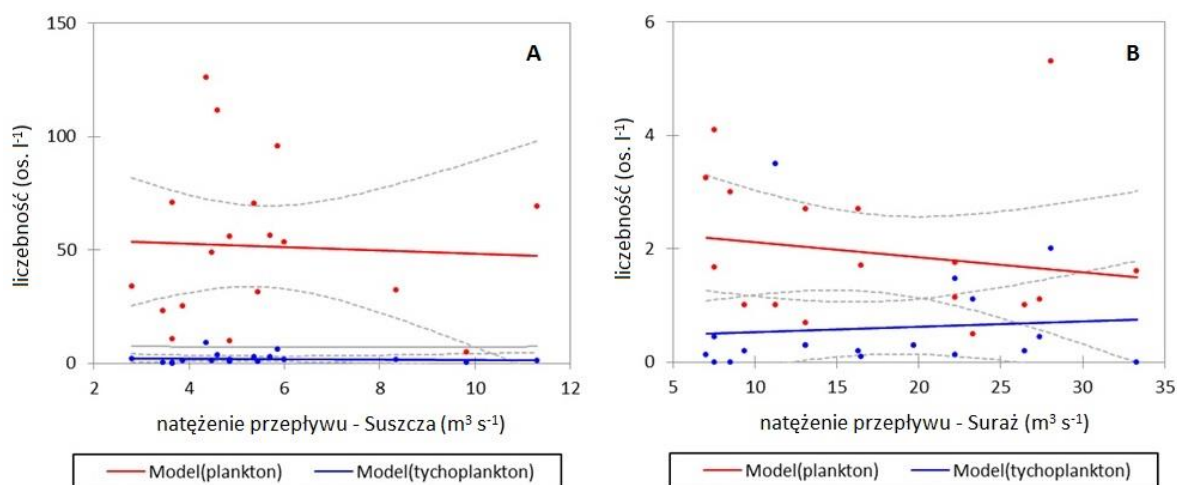 150
A
100
50
0
2 4 6 8 10 12
liczebność (os. l⁻¹)
natężenie przepływu - Suszcza (m³ s⁻¹)
Model(plankton) Model(tychoplankton)
6
B
4
2
0
5 10 15 20 25 30 35
liczebność (os. l⁻¹)
natężenie przepływu - Suraż (m³ s⁻¹)
Model(plankton) Model(tychoplankton)